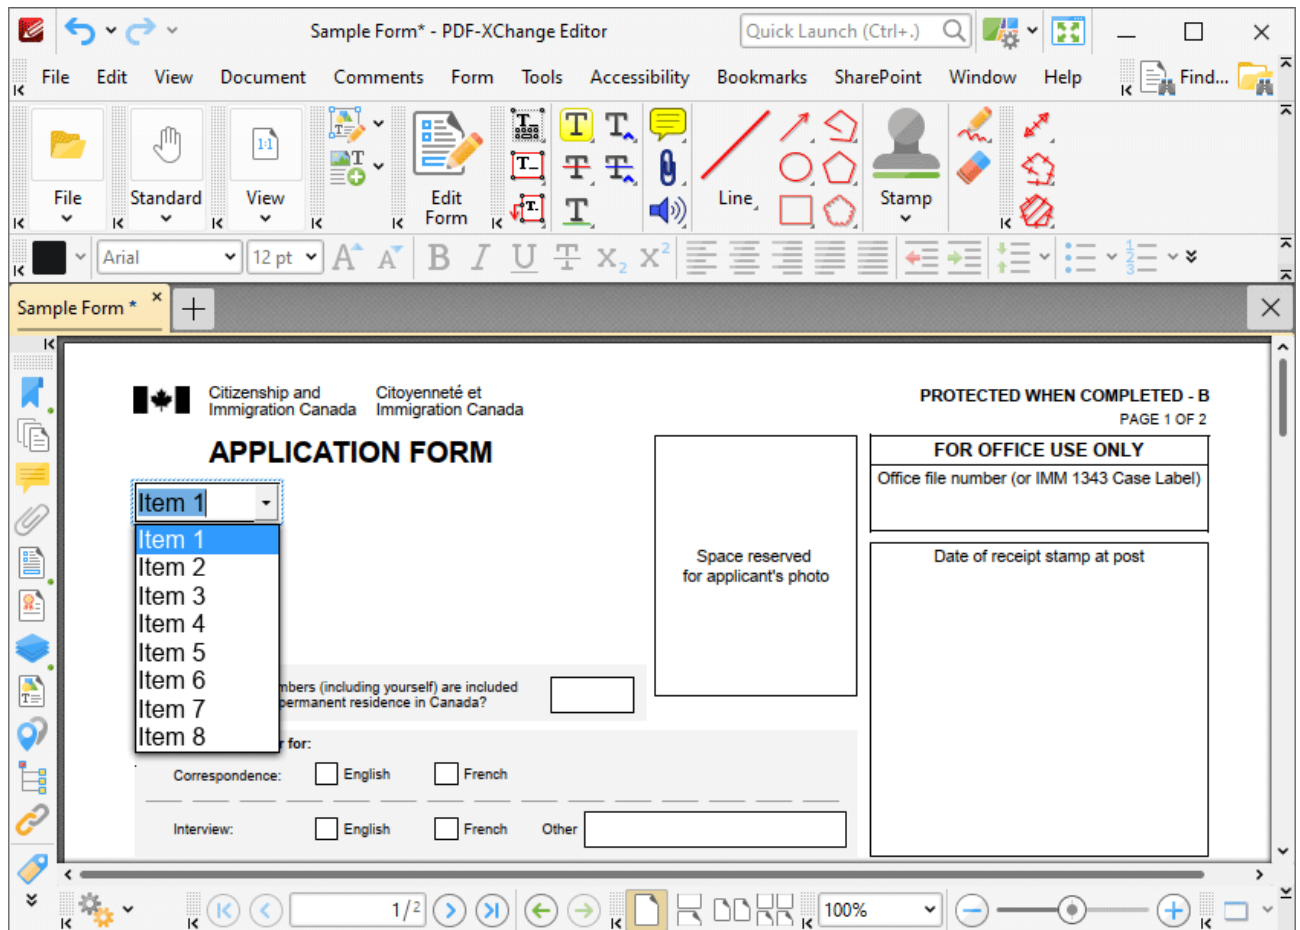 Sample Form* - PDF-XChange Editor
Quick Launch (Ctrl+.)
File Edit View Document Comments Form Tools Accessibility Bookmarks SharePoint Window Help Find...
1:1
File Standard View Edit Form Line Stamp
Arial 12 pt
Sample Form *
Citizenship and Immigration Canada
Citoyenneté et Immigration Canada
PROTECTED WHEN COMPLETED - B
PAGE 1 OF 2
APPLICATION FORM
FOR OFFICE USE ONLY
Office file number (or IMM 1343 Case Label)
Item 1
Item 1
Item 2
Item 3
Item 4
Item 5
Item 6
Item 7
Item 8
Space reserved
for applicant's photo
Date of receipt stamp at post
(including yourself) are included
permanent residence in Canada?
for:
Correspondence: English French
Interview: English French Other
1/2 100%